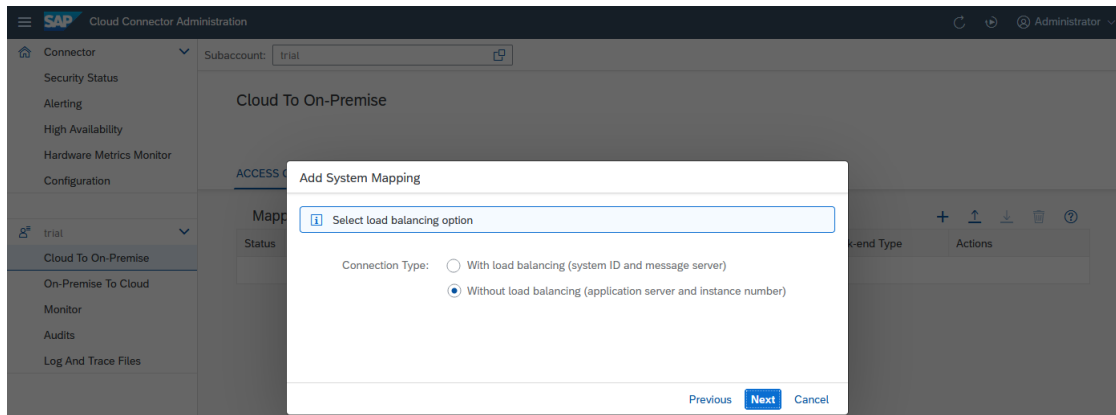 SAP Cloud Connector Administration
Administrator
Connector
Security Status
Alerting
High Availability
Hardware Metrics Monitor
Configuration
trial
Cloud To On-Premise
On-Premise To Cloud
Monitor
Audits
Log And Trace Files
Subaccount: trial
Cloud To On-Premise
ACCESS
Mapp
Status
k-end Type
Actions
Add System Mapping
Select load balancing option
Connection Type: With load balancing (system ID and message server)
Without load balancing (application server and instance number)
Previous Next Cancel